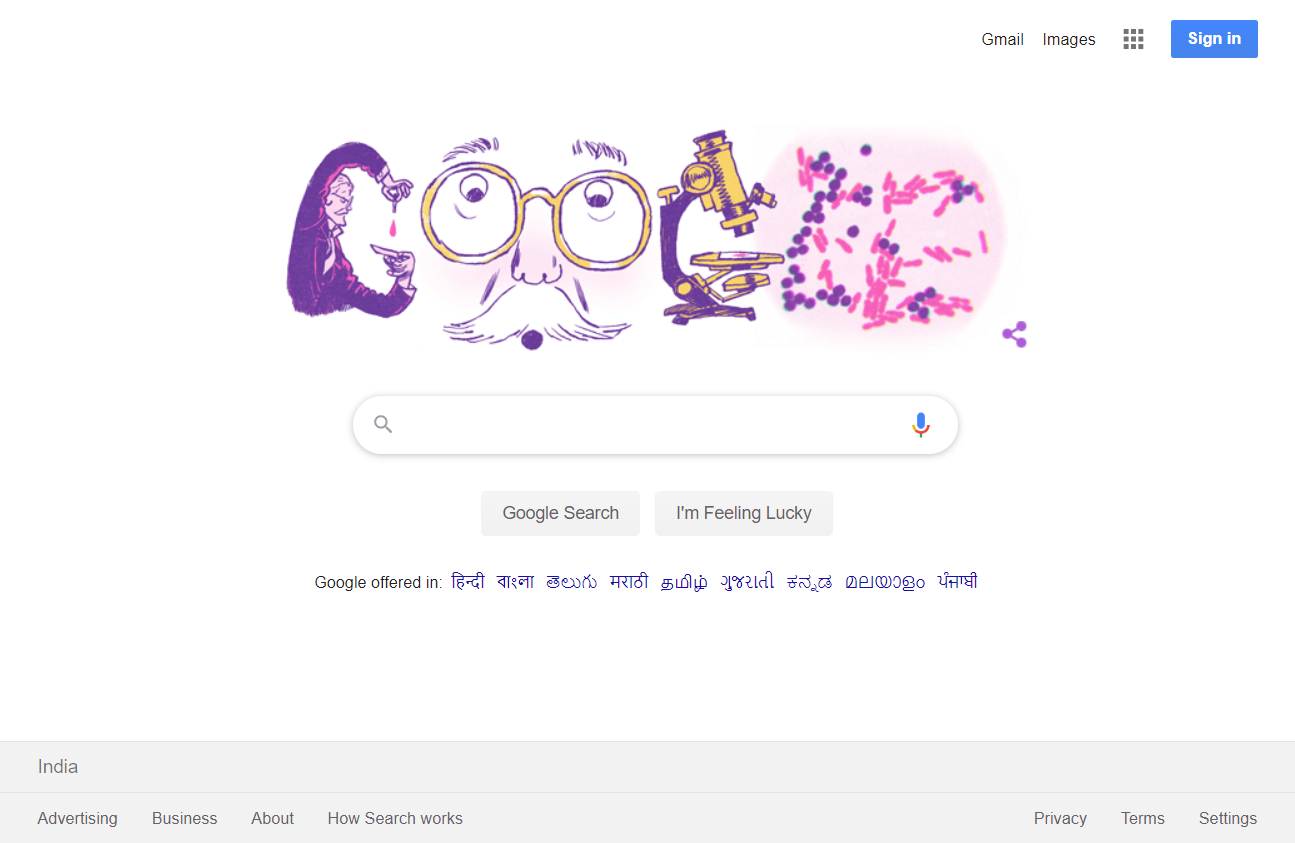 Gmail Images Sign in
Google
Google Search I'm Feeling Lucky
Google offered in: हिन्दी বাংলা తెలుగు मराठी தமிழ் ગુજરાતી ಕನ್ನಡ മലയാളം ਪੰਜਾਬੀ
India
Advertising Business About How Search works Privacy Terms Settings